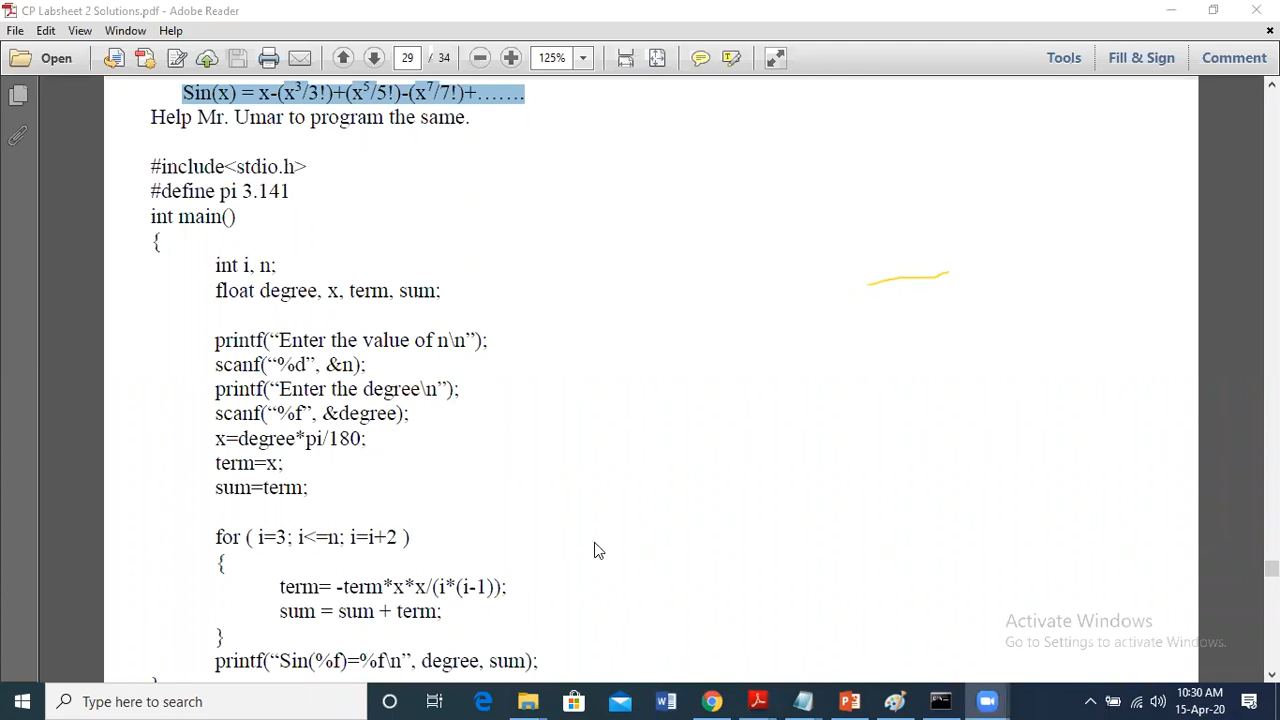 CP Labsheet 2 Solutions.pdf - Adobe Reader
File Edit View Window Help
Open 29 / 34 125% Tools Fill & Sign Comment
Sin(x) = x-(x³/3!)+(x⁵/5!)-(x⁷/7!)+.......
Help Mr. Umar to program the same.
#include<stdio.h>
#define pi 3.141
int main()
{
int i, n;
float degree, x, term, sum;
printf(“Enter the value of n\n”);
scanf(“%d”, &n);
printf(“Enter the degree\n”);
scanf(“%f”, &degree);
x=degree*pi/180;
term=x;
sum=term;
for ( i=3; i<=n; i=i+2 )
{
term= -term*x*x/(i*(i-1));
sum = sum + term;
}
printf(“Sin(%f)=%f\n”, degree, sum);
Activate Windows
Go to Settings to activate Windows.
Type here to search
10:30 AM
15-Apr-20